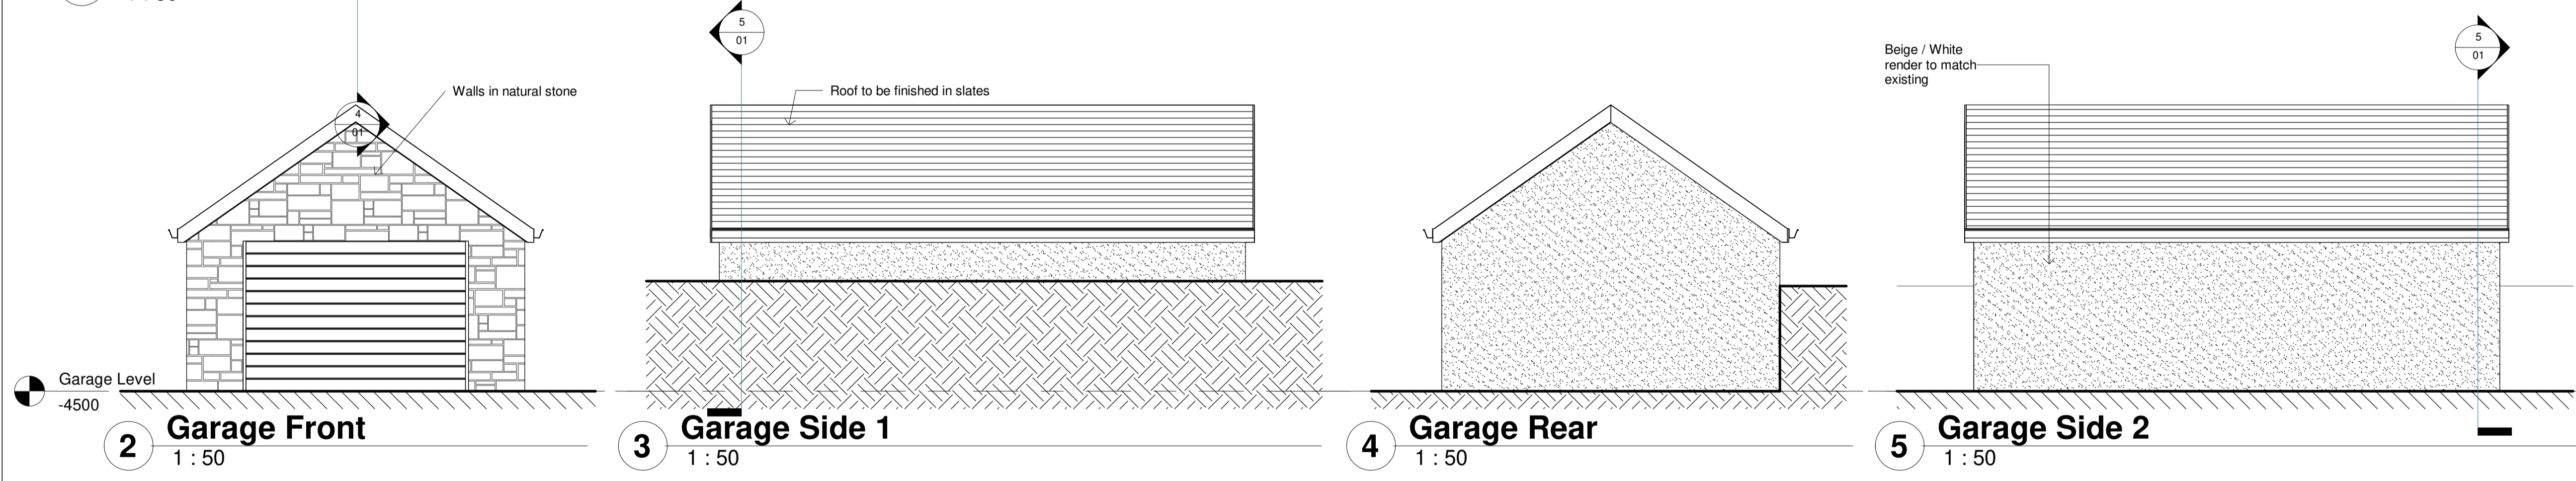 Walls in natural stone
4
01
Garage Level
-4500
2
Garage Front
1 : 50
5
01
Roof to be finished in slates
3
Garage Side 1
1 : 50
4
Garage Rear
1 : 50
Beige / White
render to match
existing
5
01
5
Garage Side 2
1 : 50